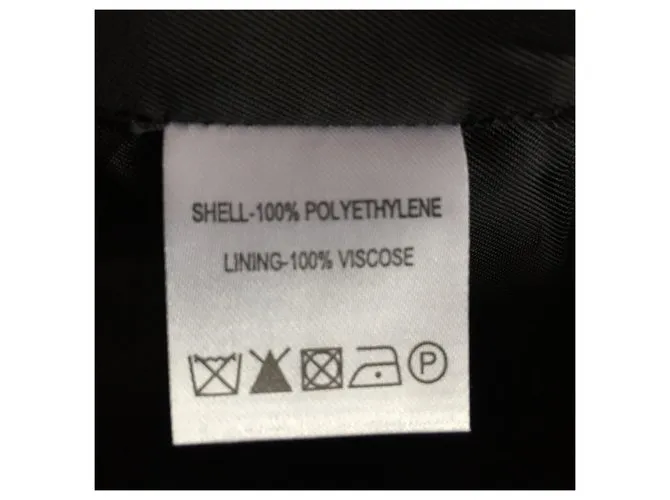 SHELL-100% POLYETHYLENE
LINING-100% VISCOSE
P